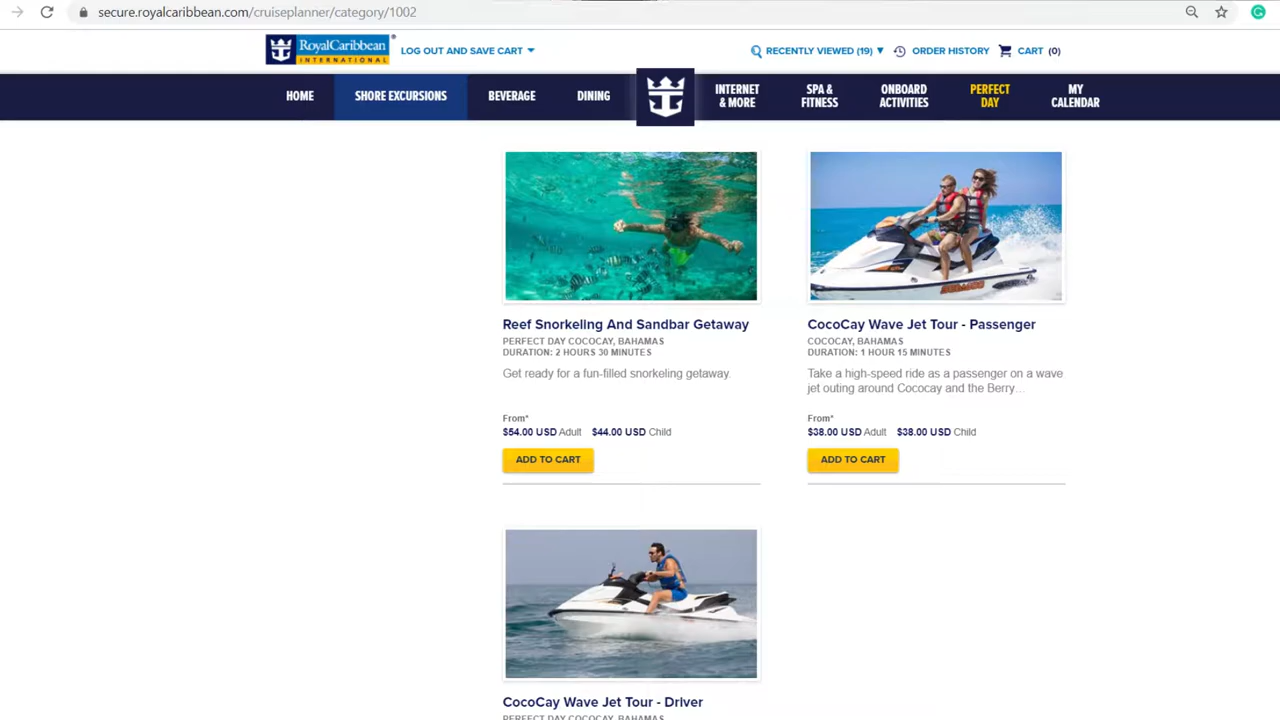 secure.royalcaribbean.com/cruiseplanner/category/1002
RoyalCaribbean®
INTERNATIONAL
LOG OUT AND SAVE CART
RECENTLY VIEWED (19)
ORDER HISTORY
CART (0)
HOME
SHORE EXCURSIONS
BEVERAGE
DINING
INTERNET
& MORE
SPA &
FITNESS
ONBOARD
ACTIVITIES
PERFECT
DAY
MY
CALENDAR
Reef Snorkeling And Sandbar Getaway
PERFECT DAY COCOCAY, BAHAMAS
DURATION: 2 HOURS 30 MINUTES
Get ready for a fun-filled snorkeling getaway.
From*
$54.00 USD Adult $44.00 USD Child
ADD TO CART
CocoCay Wave Jet Tour - Passenger
COCOCAY, BAHAMAS
DURATION: 1 HOUR 15 MINUTES
Take a high-speed ride as a passenger on a wave
jet outing around Cococay and the Berry...
From*
$38.00 USD Adult $38.00 USD Child
ADD TO CART
CocoCay Wave Jet Tour - Driver
PERFECT DAY COCOCAY, BAHAMAS